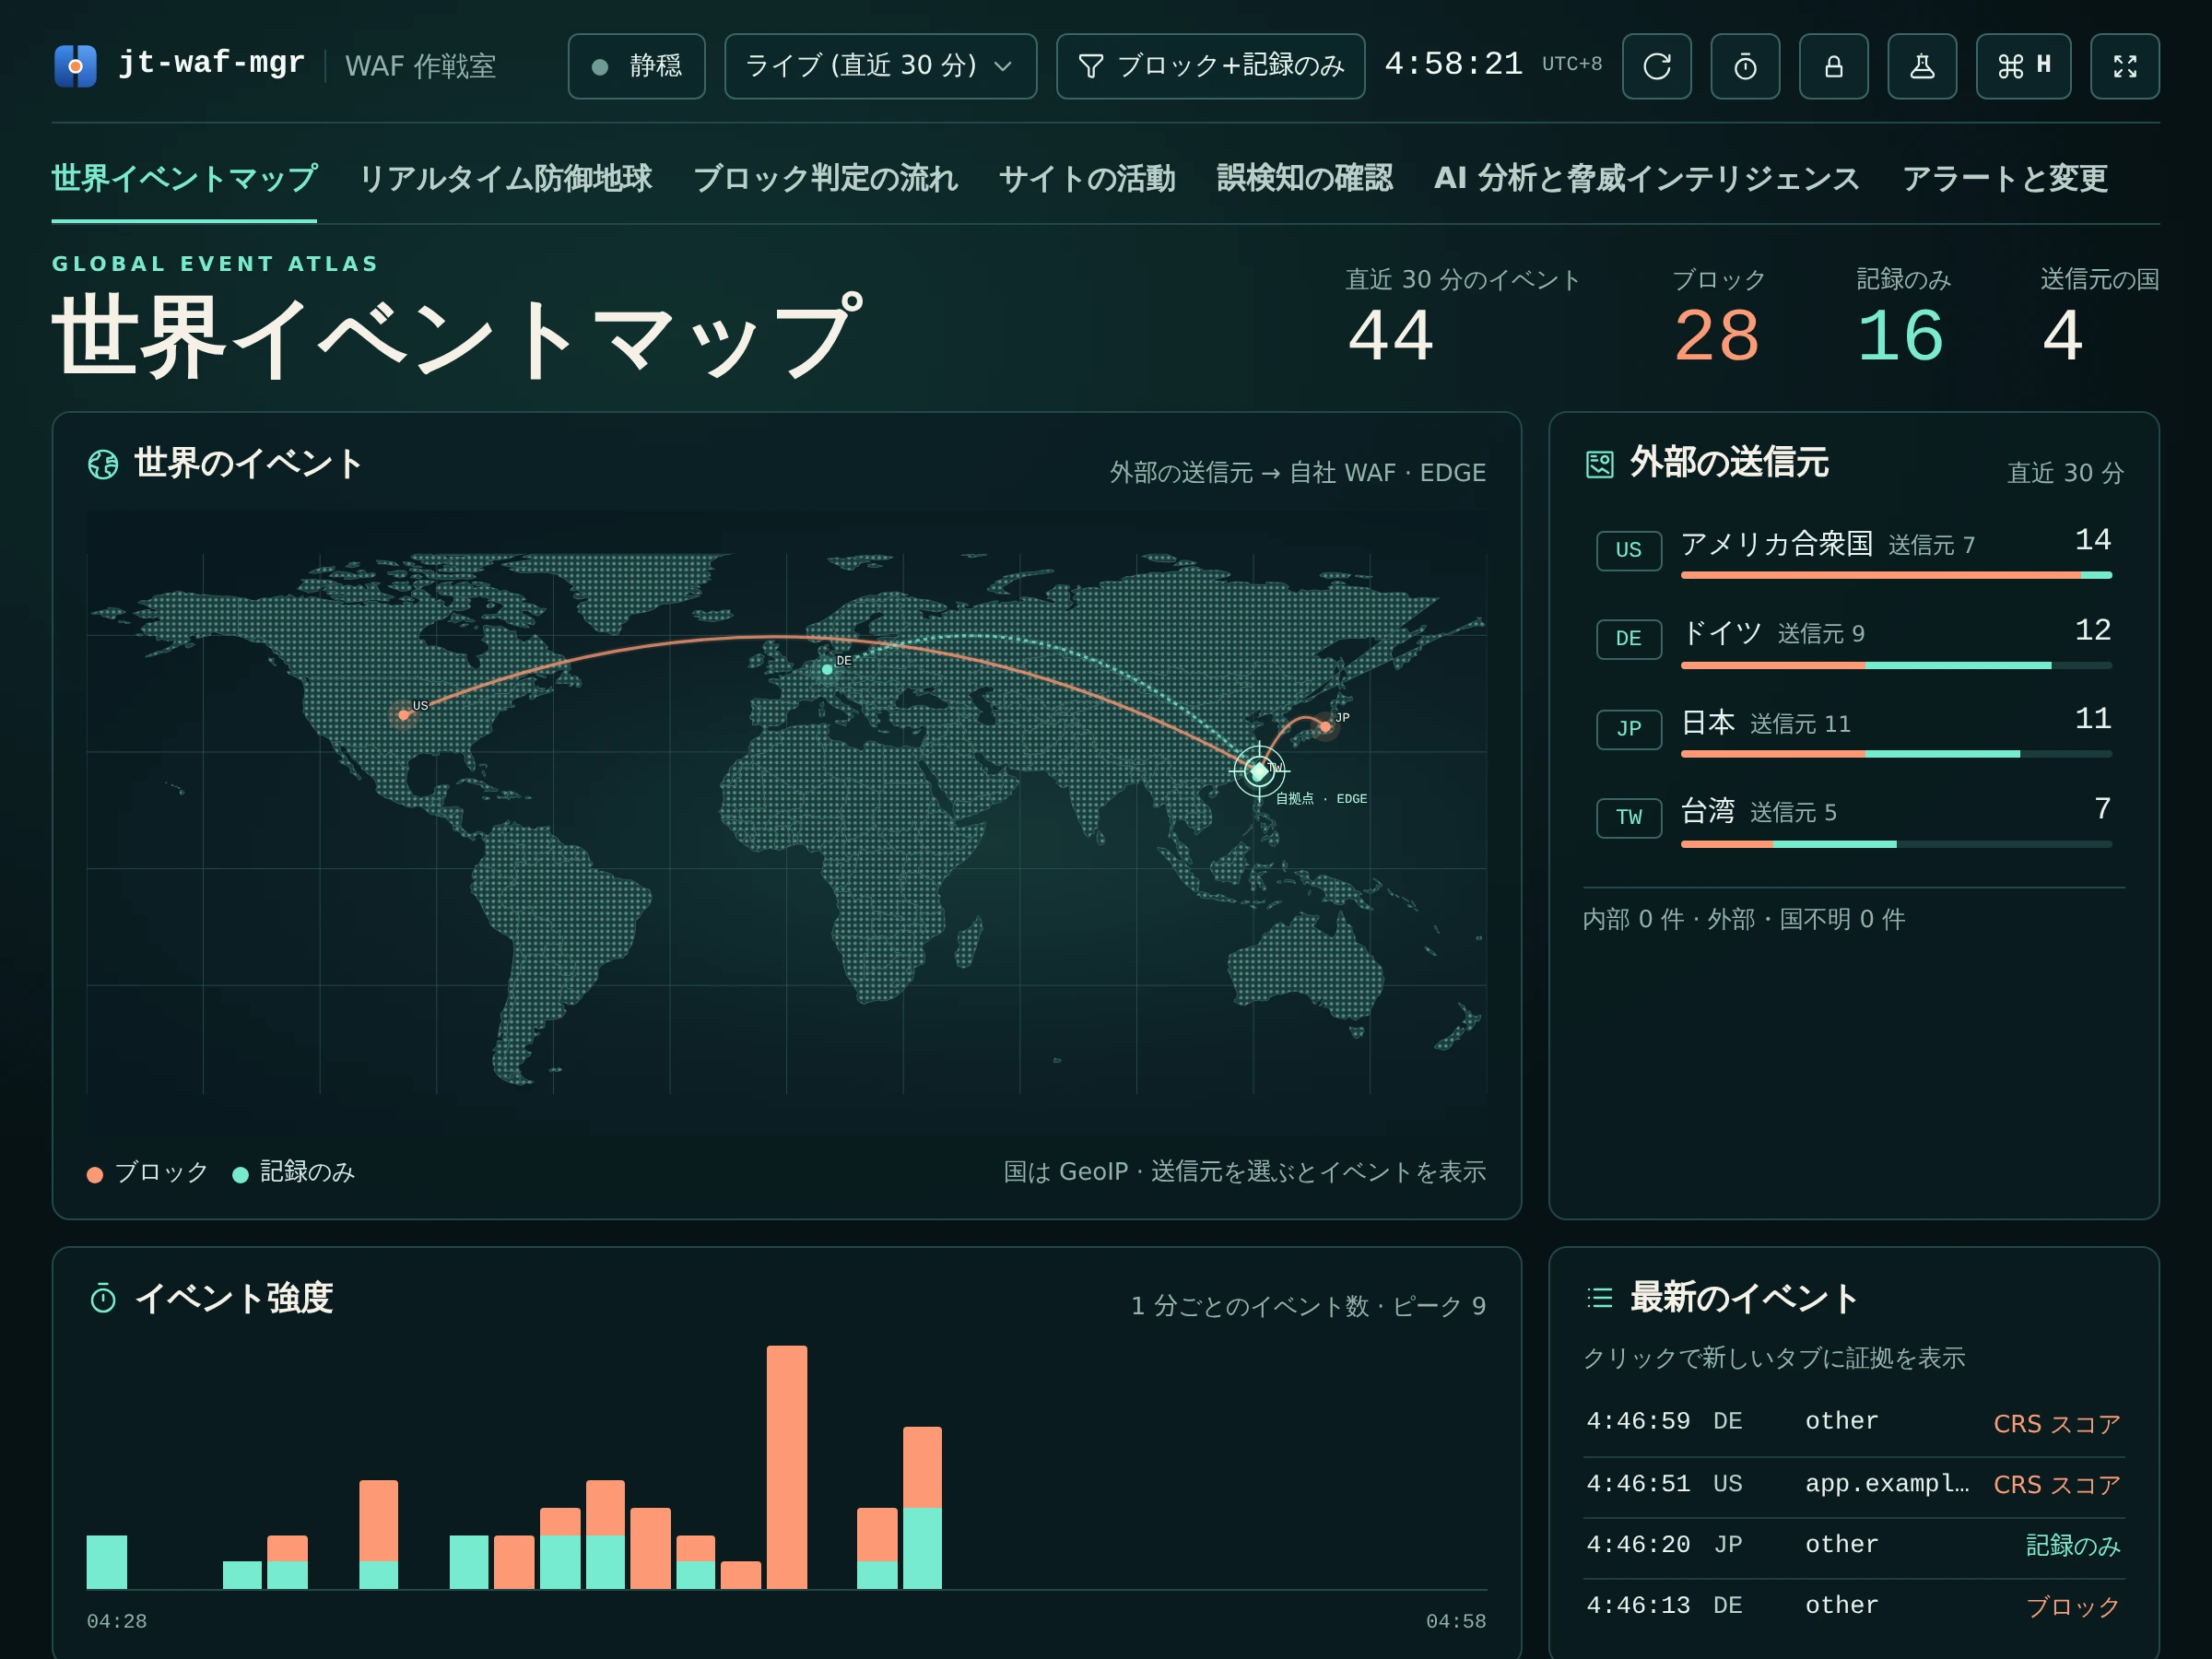 jt-waf-mgr WAF 作戦室 静穏 ライブ (直近 30 分) ブロック+記録のみ 4:58:21 UTC+8 ⌘ H
世界イベントマップ リアルタイム防御地球 ブロック判定の流れ サイトの活動 誤検知の確認 AI 分析と脅威インテリジェンス アラートと変更
GLOBAL EVENT ATLAS
世界イベントマップ
直近 30 分のイベント ブロック 記録のみ 送信元の国
44 28 16 4
世界のイベント 外部の送信元 → 自社 WAF · EDGE
US
DE
JP
TW
自拠点 · EDGE
ブロック 記録のみ 国は GeoIP · 送信元を選ぶとイベントを表示
外部の送信元 直近 30 分
US アメリカ合衆国 送信元 7 14
DE ドイツ 送信元 9 12
JP 日本 送信元 11 11
TW 台湾 送信元 5 7
内部 0 件 · 外部・国不明 0 件
イベント強度 1 分ごとのイベント数 · ピーク 9
04:28 04:58
最新のイベント
クリックで新しいタブに証拠を表示
4:46:59 DE other CRS スコア
4:46:51 US app.exampl… CRS スコア
4:46:20 JP other 記録のみ
4:46:13 DE other ブロック